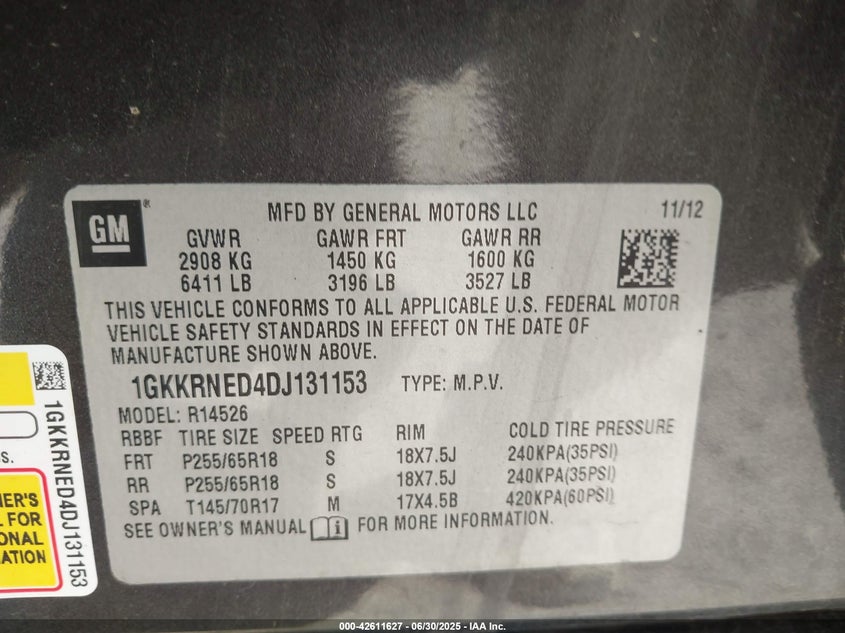 GM®
MFD BY GENERAL MOTORS LLC 11/12
GVWR GAWR FRT GAWR RR
2908 KG 1450 KG 1600 KG
6411 LB 3196 LB 3527 LB
THIS VEHICLE CONFORMS TO ALL APPLICABLE U.S. FEDERAL MOTOR
VEHICLE SAFETY STANDARDS IN EFFECT ON THE DATE OF
MANUFACTURE SHOWN ABOVE.
1GKKRNED4DJ131153 TYPE: M.P.V.
MODEL: R14526
RBBF TIRE SIZE SPEED RTG RIM COLD TIRE PRESSURE
FRT P255/65R18 S 18X7.5J 240KPA(35PSI)
RR P255/65R18 S 18X7.5J 240KPA(35PSI)
SPA T145/70R17 M 17X4.5B 420KPA(60PSI)
SEE OWNER'S MANUAL FOR MORE INFORMATION.
1GKKRNED4DJ131153
S.
NER'S
L FOR
ONAL
ATION
000-42611627 - 06/30/2025 - IAA Inc.